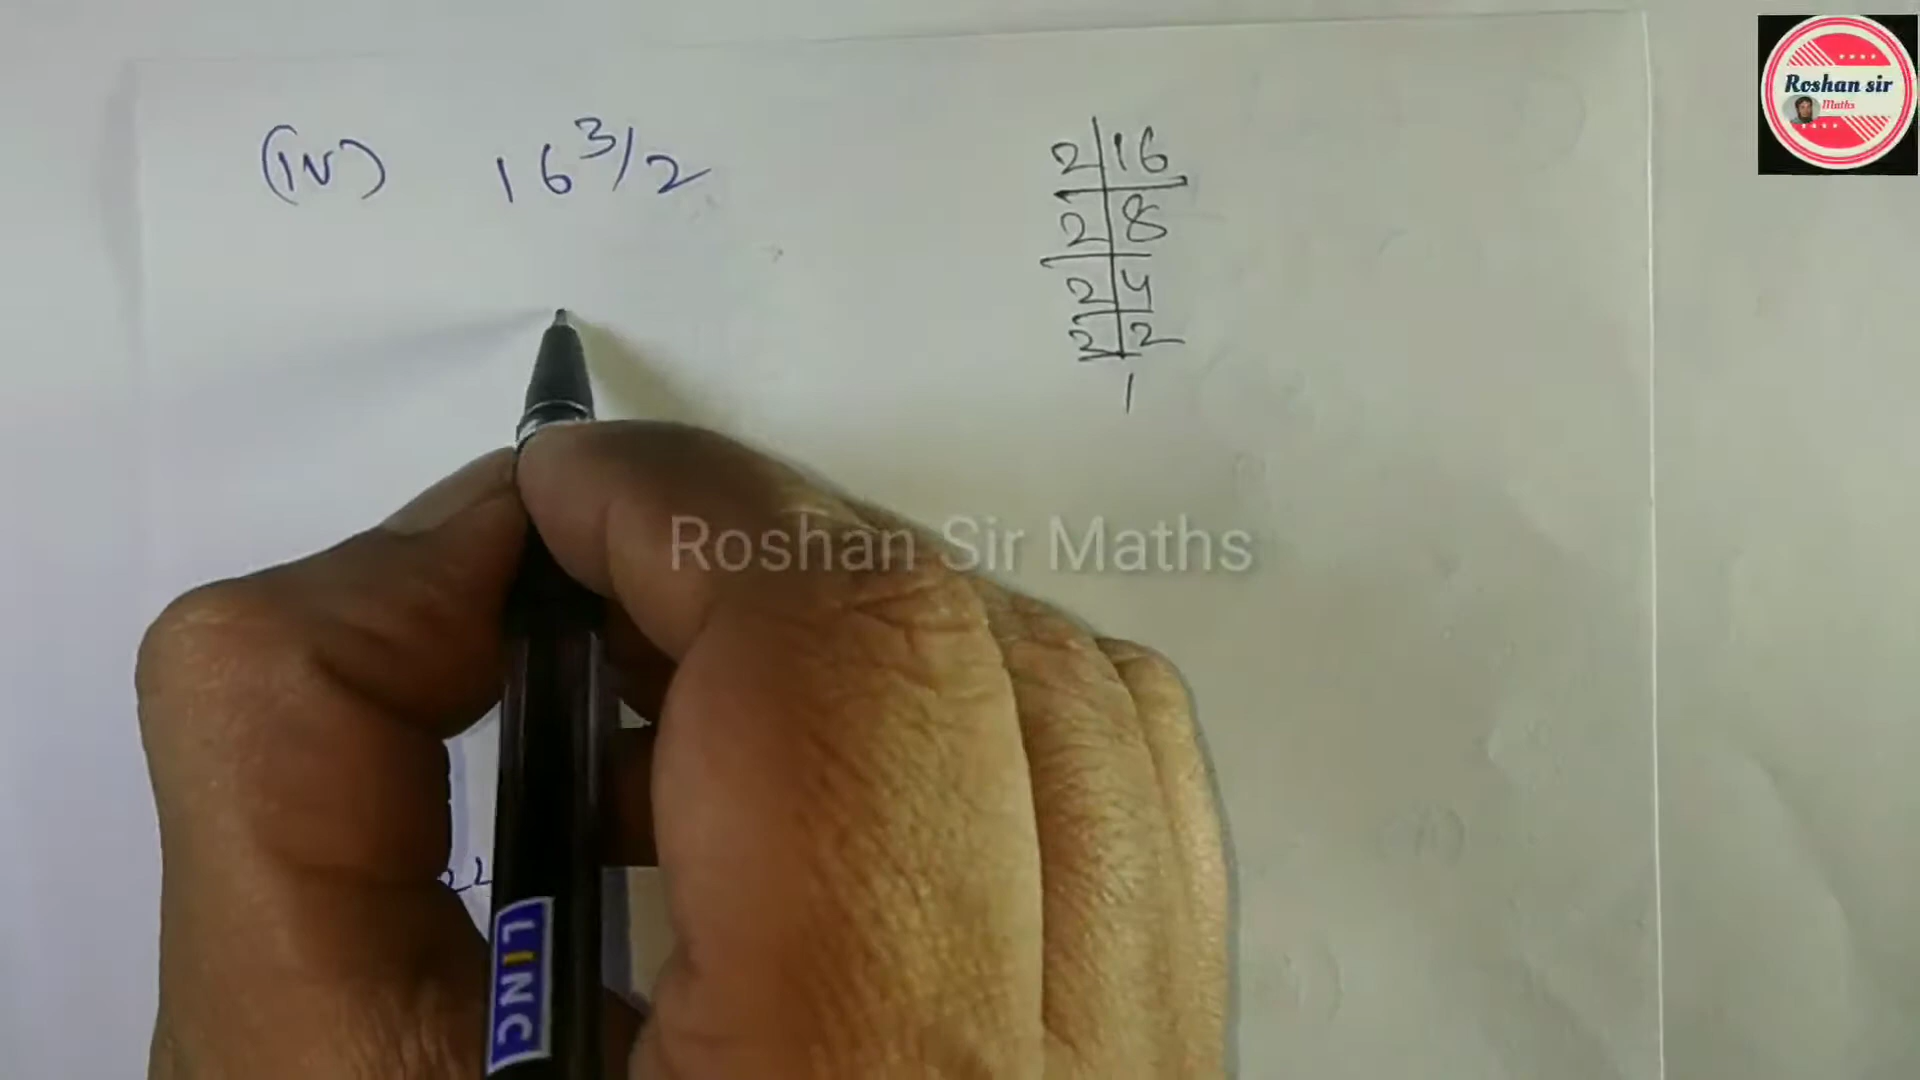 (iv) 16^3/2
2|16
2|8
2|4
2|2
1
Roshan sir
Maths
Roshan Sir Maths
LINC